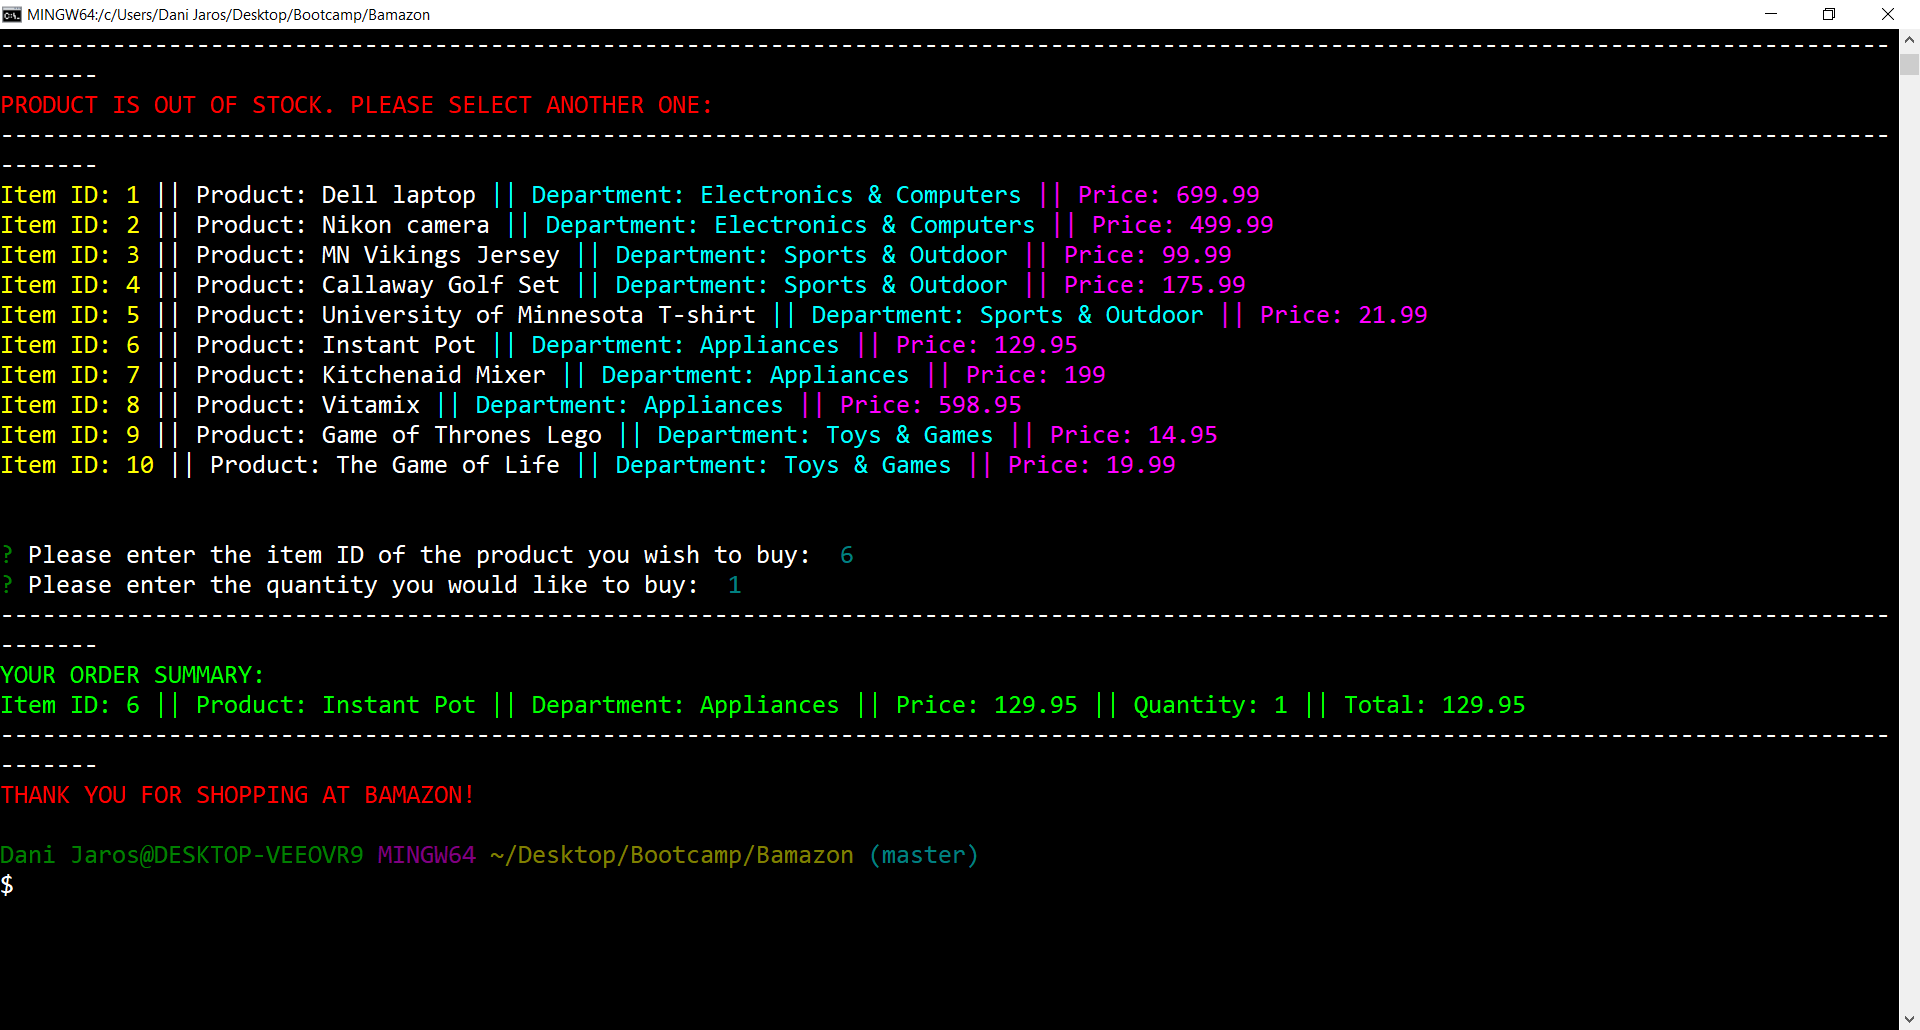 MINGW64:/c/Users/Dani Jaros/Desktop/Bootcamp/Bamazon
---------------------------------------------------------------------------------------------------------------------------------------
-------
PRODUCT IS OUT OF STOCK. PLEASE SELECT ANOTHER ONE:
---------------------------------------------------------------------------------------------------------------------------------------
-------
Item ID: 1 || Product: Dell laptop || Department: Electronics & Computers || Price: 699.99
Item ID: 2 || Product: Nikon camera || Department: Electronics & Computers || Price: 499.99
Item ID: 3 || Product: MN Vikings Jersey || Department: Sports & Outdoor || Price: 99.99
Item ID: 4 || Product: Callaway Golf Set || Department: Sports & Outdoor || Price: 175.99
Item ID: 5 || Product: University of Minnesota T-shirt || Department: Sports & Outdoor || Price: 21.99
Item ID: 6 || Product: Instant Pot || Department: Appliances || Price: 129.95
Item ID: 7 || Product: Kitchenaid Mixer || Department: Appliances || Price: 199
Item ID: 8 || Product: Vitamix || Department: Appliances || Price: 598.95
Item ID: 9 || Product: Game of Thrones Lego || Department: Toys & Games || Price: 14.95
Item ID: 10 || Product: The Game of Life || Department: Toys & Games || Price: 19.99
? Please enter the item ID of the product you wish to buy:  6
? Please enter the quantity you would like to buy:  1
---------------------------------------------------------------------------------------------------------------------------------------
-------
YOUR ORDER SUMMARY:
Item ID: 6 || Product: Instant Pot || Department: Appliances || Price: 129.95 || Quantity: 1 || Total: 129.95
---------------------------------------------------------------------------------------------------------------------------------------
-------
THANK YOU FOR SHOPPING AT BAMAZON!
Dani Jaros@DESKTOP-VEEOVR9 MINGW64 ~/Desktop/Bootcamp/Bamazon (master)
$